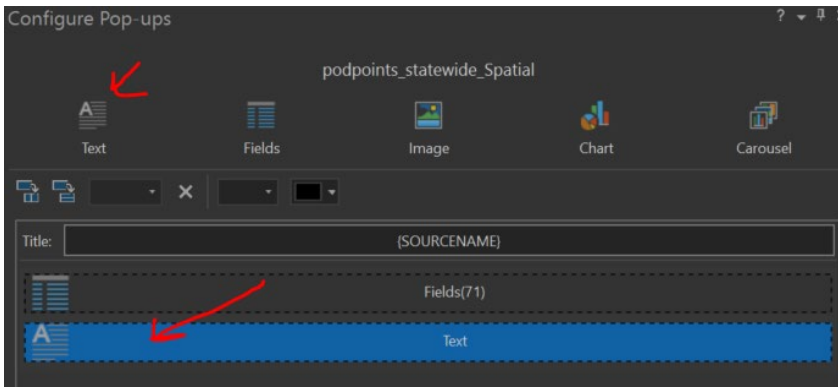 Configure Pop-ups ?
podpoints_statewide_Spatial
Text Fields Image Chart Carousel
Title: {SOURCENAME}
Fields(71)
Text